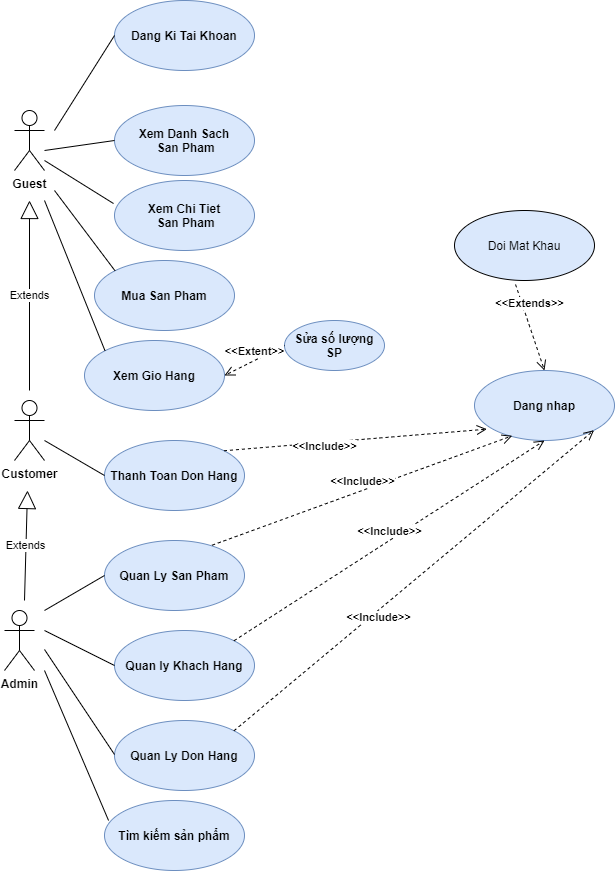 Dang Ki Tai Khoan
Xem Danh Sach
San Pham
Guest
Xem Chi Tiet
San Pham
Doi Mat Khau
Extends
Mua San Pham
<<Extends>>
Sửa số lượng
SP
<<Extent>>
Xem Gio Hang
Dang nhap
Customer
Thanh Toan Don Hang
<<Include>>
<<Include>>
Extends
<<Include>>
Quan Ly San Pham
<<Include>>
Quan ly Khach Hang
Admin
Quan Ly Don Hang
Tìm kiếm sản phẩm